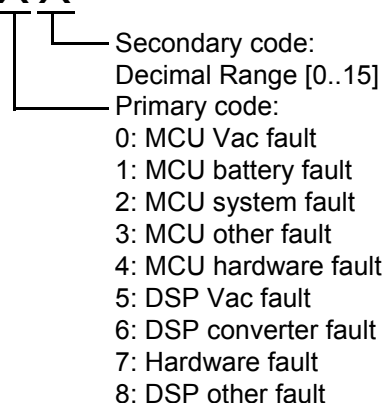 Secondary code:
Decimal Range [0..15]
Primary code:
0: MCU Vac fault
1: MCU battery fault
2: MCU system fault
3: MCU other fault
4: MCU hardware fault
5: DSP Vac fault
6: DSP converter fault
7: Hardware fault
8: DSP other fault